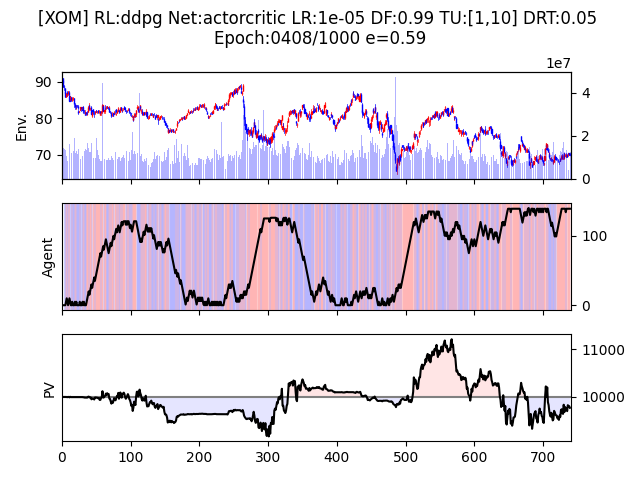 [XOM] RL:ddpg Net:actorcritic LR:1e-05 DF:0.99 TU:[1,10] DRT:0.05
Epoch:0408/1000 e=0.59
1e7
90
80
70
Env.
4
2
0
Agent
100
0
PV
11000
10000
0 100 200 300 400 500 600 700